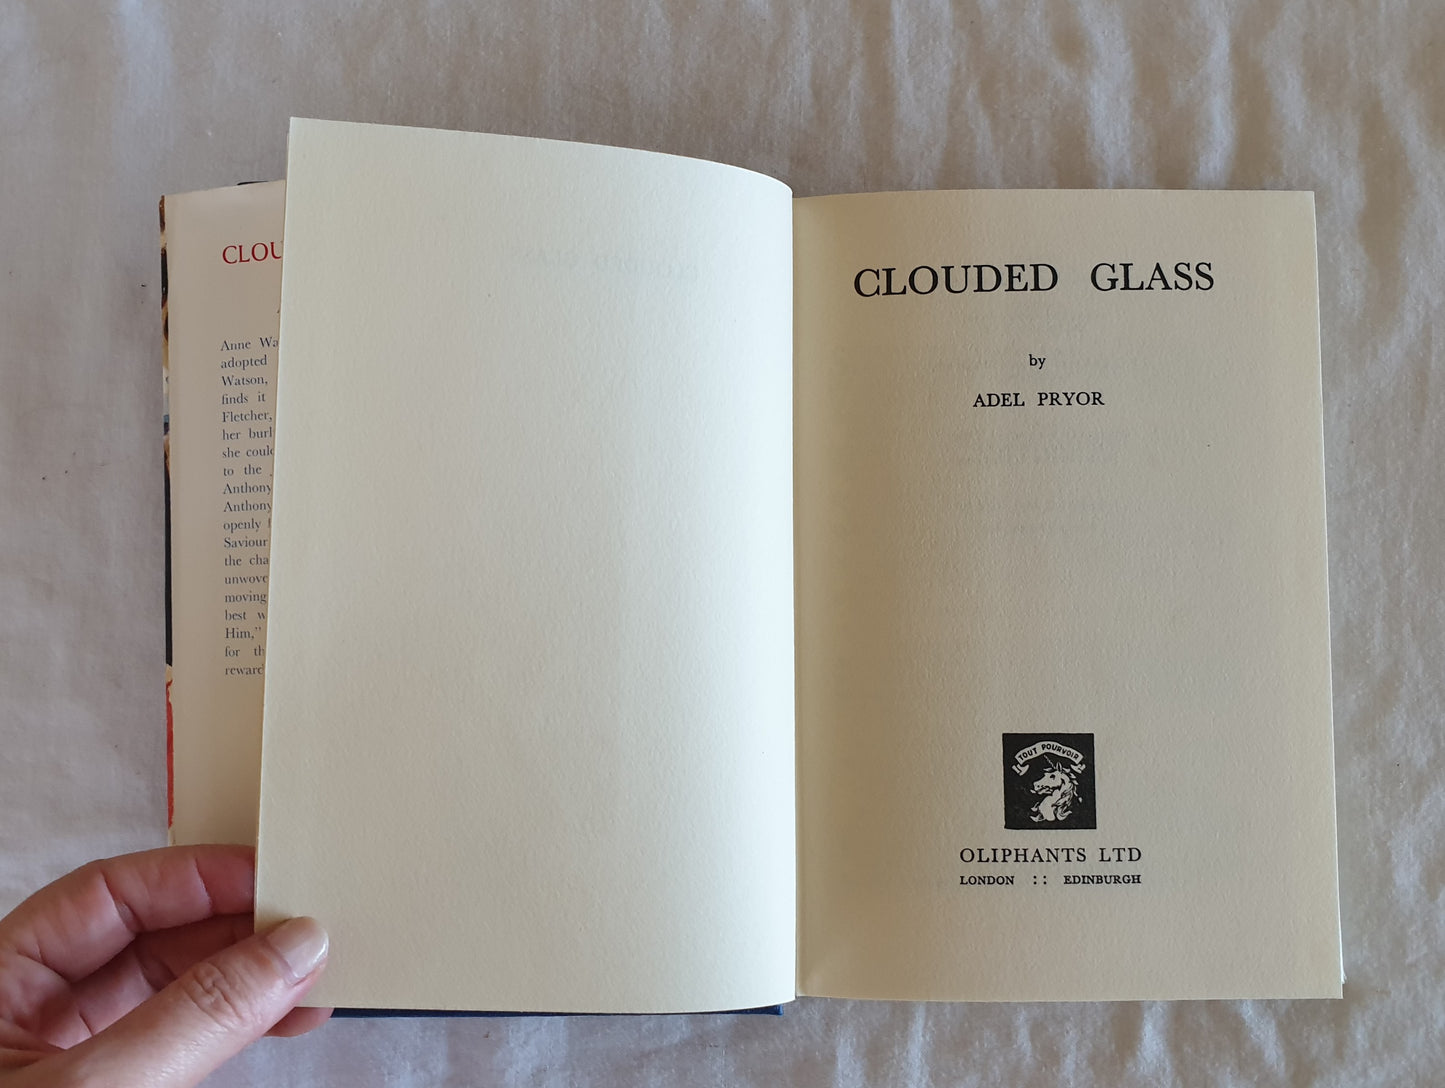 CLOU
Anne Wa
adopted
Watson,
finds it
Fletcher,
her burl
she could
to the
Anthony
Anthony
openly f
Saviour
the cha
unwove
moving
best w
Him,”
for th
reward
CLOUDED GLASS
by
ADEL PRYOR
TOUT POURVOIR
OLIPHANTS LTD
LONDON :: EDINBURGH